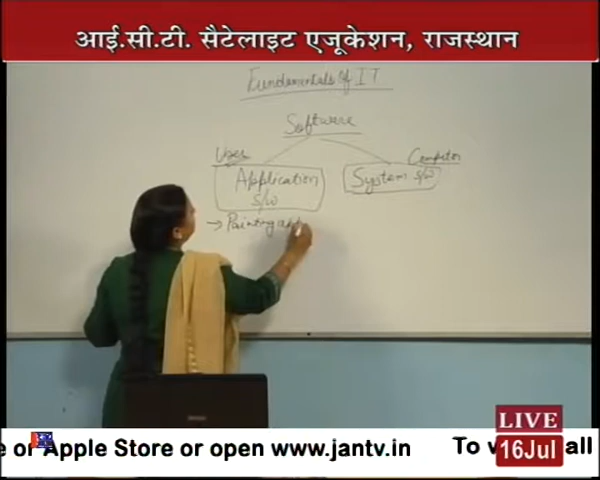 आई.सी.टी. सैटेलाइट एजूकेशन, राजस्थान
Fundamentals of IT
Software
User
Computer
Application
S/W
System S/W
→ Painting app
LIVE
16Jul
e or Apple Store or open www.jantv.in
To all